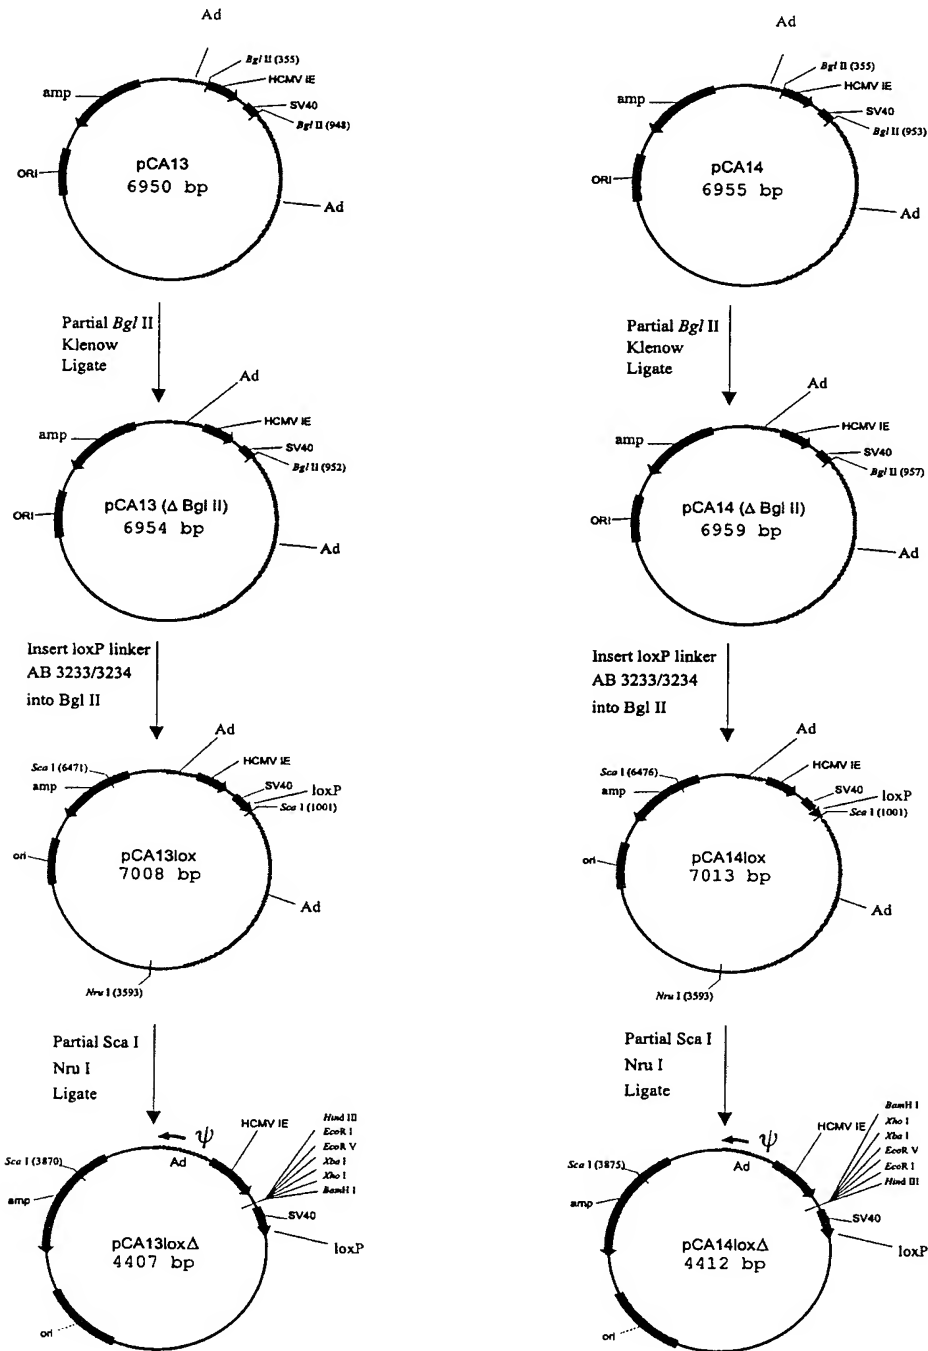 Ad
Bgl II (355)
HCMV IE
amp
SV40
Bgl II (948)
pCA13
6950 bp
ORI
Ad
Partial Bgl II
Klenow
Ligate
Ad
HCMV IE
amp
SV40
Bgl II (952)
pCA13 (Δ Bgl II)
6954 bp
ORI
Ad
Insert loxP linker
AB 3233/3234
into Bgl II
Ad
HCMV IE
Sca I (6471)
amp
SV40
loxP
Sca I (1001)
ori
pCA13lox
7008 bp
Ad
Nru I (3593)
Partial Sca I
Nru I
Ligate
ψ
HCMV IE
Hind III
EcoR I
EcoR V
Xba I
Xho I
BamH I
Ad
Sca I (3870)
amp
SV40
loxP
pCA13loxΔ
4407 bp
ori
Ad
Bgl II (355)
HCMV IE
amp
SV40
Bgl II (953)
pCA14
6955 bp
ORI
Ad
Partial Bgl II
Klenow
Ligate
Ad
HCMV IE
amp
SV40
Bgl II (957)
pCA14 (Δ Bgl II)
6959 bp
ORI
Ad
Insert loxP linker
AB 3233/3234
into Bgl II
Ad
HCMV IE
Sca I (6476)
amp
SV40
loxP
Sca I (1001)
ori
pCA14lox
7013 bp
Ad
Nru I (3593)
Partial Sca I
Nru I
Ligate
ψ
HCMV IE
BamH I
Xho I
Xba I
EcoR V
EcoR I
Hind III
Ad
Sca I (3875)
amp
SV40
loxP
pCA14loxΔ
4412 bp
ori